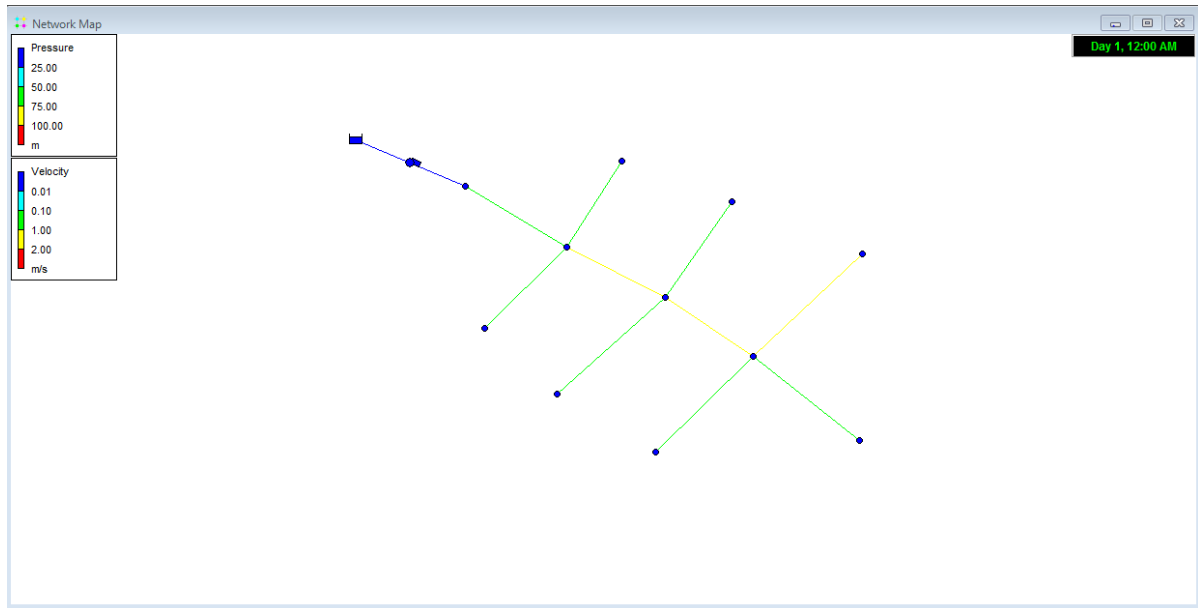 Network Map
Day 1, 12:00 AM
Pressure
25.00
50.00
75.00
100.00
m
Velocity
0.01
0.10
1.00
2.00
m/s